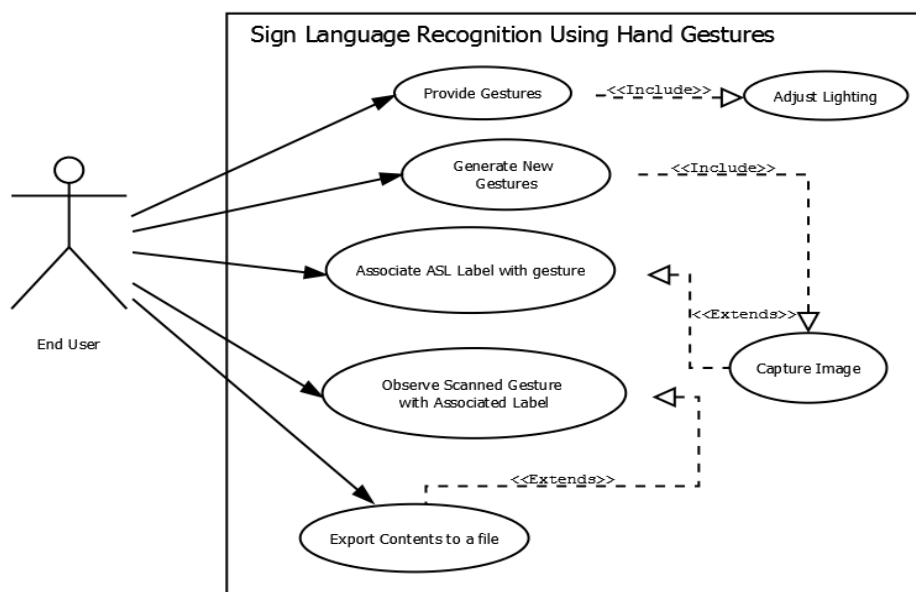 Sign Language Recognition Using Hand Gestures
Provide Gestures
<<Include>>
Adjust Lighting
Generate New
Gestures
<<Include>>
Associate ASL Label with gesture
<<Extends>>
End User
Capture Image
Observe Scanned Gesture
with Associated Label
<<Extends>>
Export Contents to a file